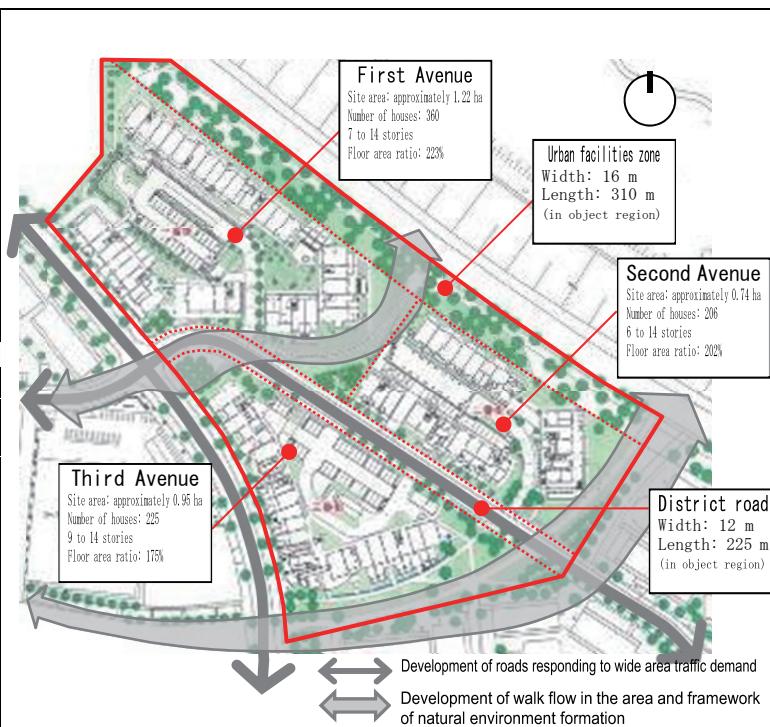 First Avenue
Site area: approximately 1.22 ha
Number of houses: 360
7 to 14 stories
Floor area ratio: 223%
Urban facilities zone
Width: 16 m
Length: 310 m
(in object region)
Second Avenue
Site area: approximately 0.74 ha
Number of houses: 206
6 to 14 stories
Floor area ratio: 202%
Third Avenue
Site area: approximately 0.95 ha
Number of houses: 225
9 to 14 stories
Floor area ratio: 175%
District road
Width: 12 m
Length: 225 m
(in object region)
Development of roads responding to wide area traffic demand
Development of walk flow in the area and framework
of natural environment formation